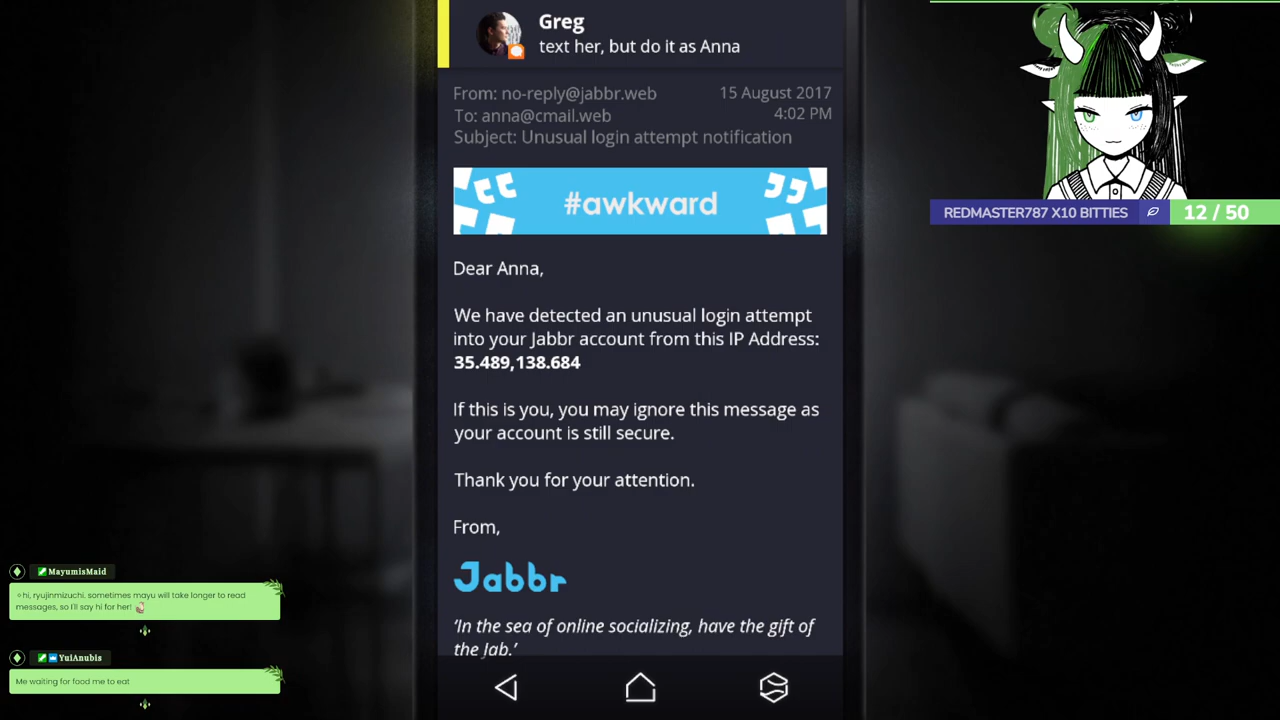 Greg
text her, but do it as Anna
From: no-reply@jabbr.web
15 August 2017
To: anna@cmail.web
4:02 PM
Subject: Unusual login attempt notification
#awkward
Dear Anna,
We have detected an unusual login attempt
into your Jabbr account from this IP Address:
35.489,138.684
If this is you, you may ignore this message as
your account is still secure.
Thank you for your attention.
From,
Jabbr
‘In the sea of online socializing, have the gift of
the Jab.’
REDMASTER787 X10 BITTIES
12 / 50
MayumisMaid
hi, ryujinmizuchi. sometimes mayu will take longer to read
messages, so I'll say hi for her!
YuiAnubis
Me waiting for food me to eat